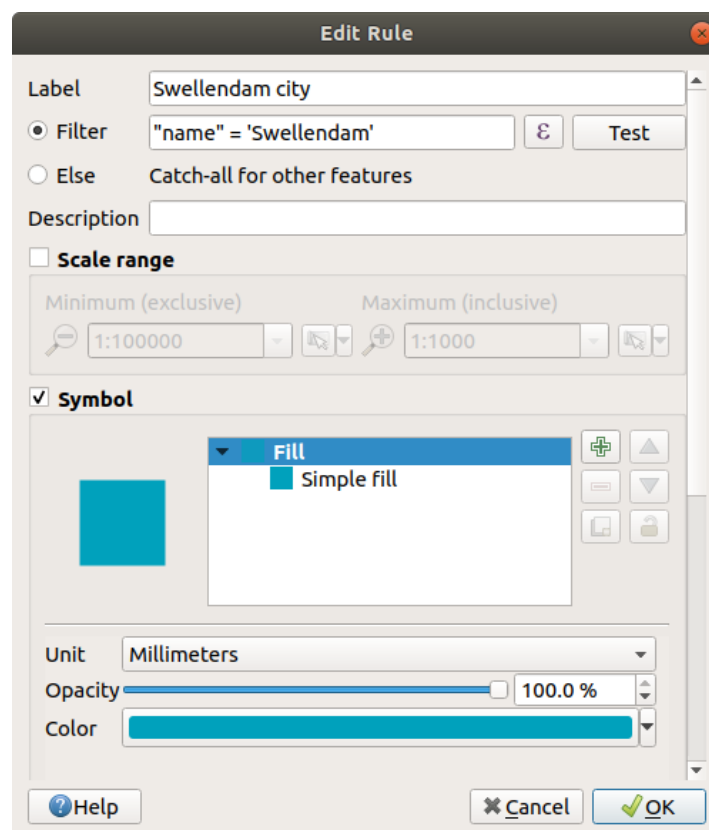 Edit Rule
Label Swellendam city
Filter "name" = 'Swellendam' ε Test
Else Catch-all for other features
Description
Scale range
Minimum (exclusive) Maximum (inclusive)
1:100000 1:1000
Symbol
Fill
Simple fill
Unit Millimeters
Opacity 100.0 %
Color
Help Cancel OK